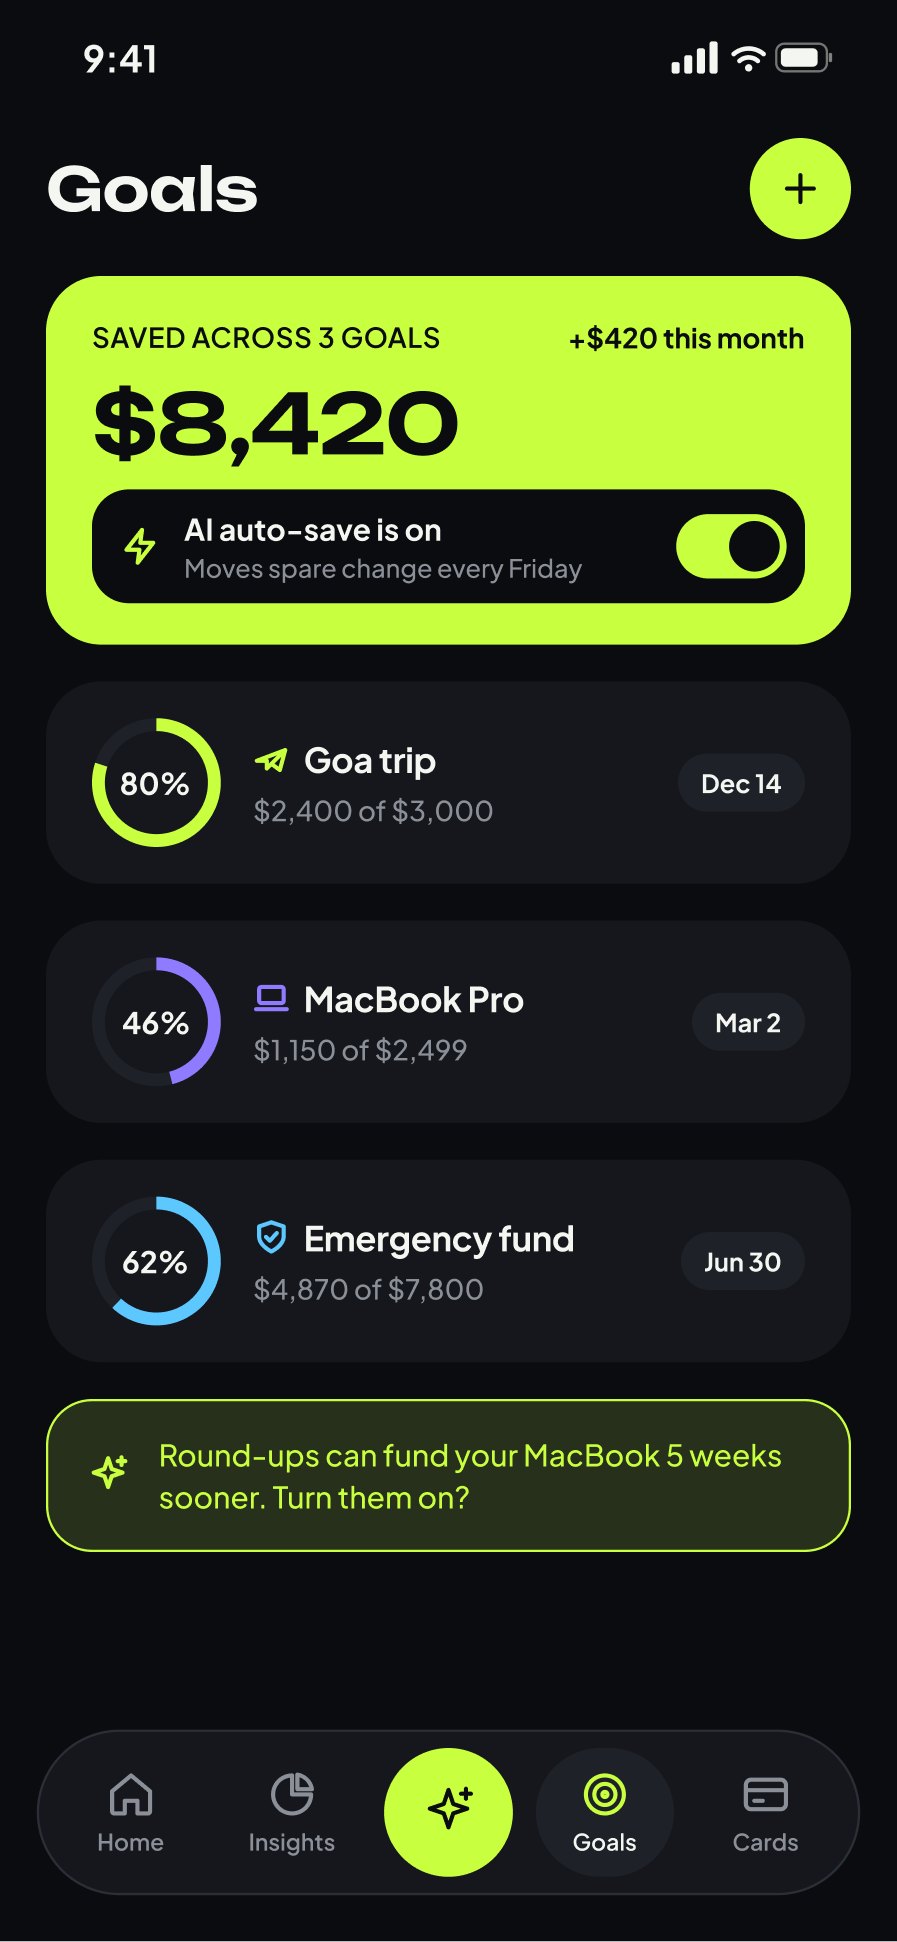 9:41
Goals
SAVED ACROSS 3 GOALS
+$420 this month
$8,420
AI auto-save is on
Moves spare change every Friday
80%
Goa trip
$2,400 of $3,000
Dec 14
46%
MacBook Pro
$1,150 of $2,499
Mar 2
62%
Emergency fund
$4,870 of $7,800
Jun 30
Round-ups can fund your MacBook 5 weeks
sooner. Turn them on?
Home
Insights
Goals
Cards